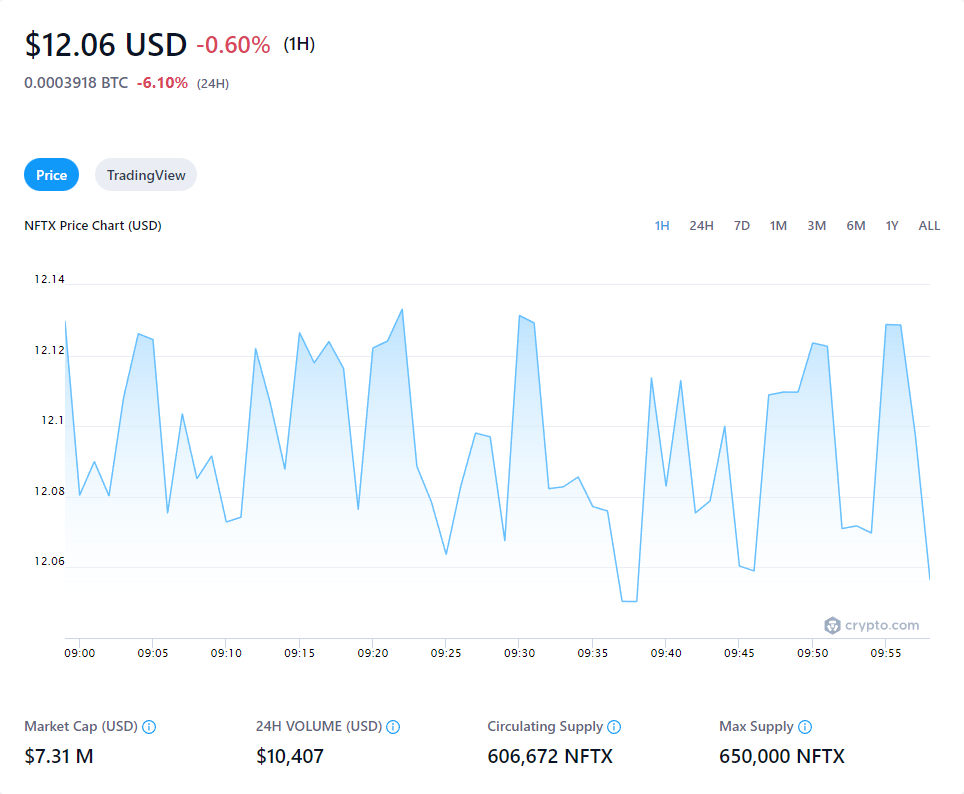 $12.06 USD -0.60% (1H)
0.0003918 BTC -6.10% (24H)
Price TradingView
NFTX Price Chart (USD) 1H 24H 7D 1M 3M 6M 1Y ALL
12.14
12.12
12.1
12.08
12.06
crypto.com
09:00 09:05 09:10 09:15 09:20 09:25 09:30 09:35 09:40 09:45 09:50 09:55
Market Cap (USD) 24H VOLUME (USD) Circulating Supply Max Supply
$7.31 M $10,407 606,672 NFTX 650,000 NFTX